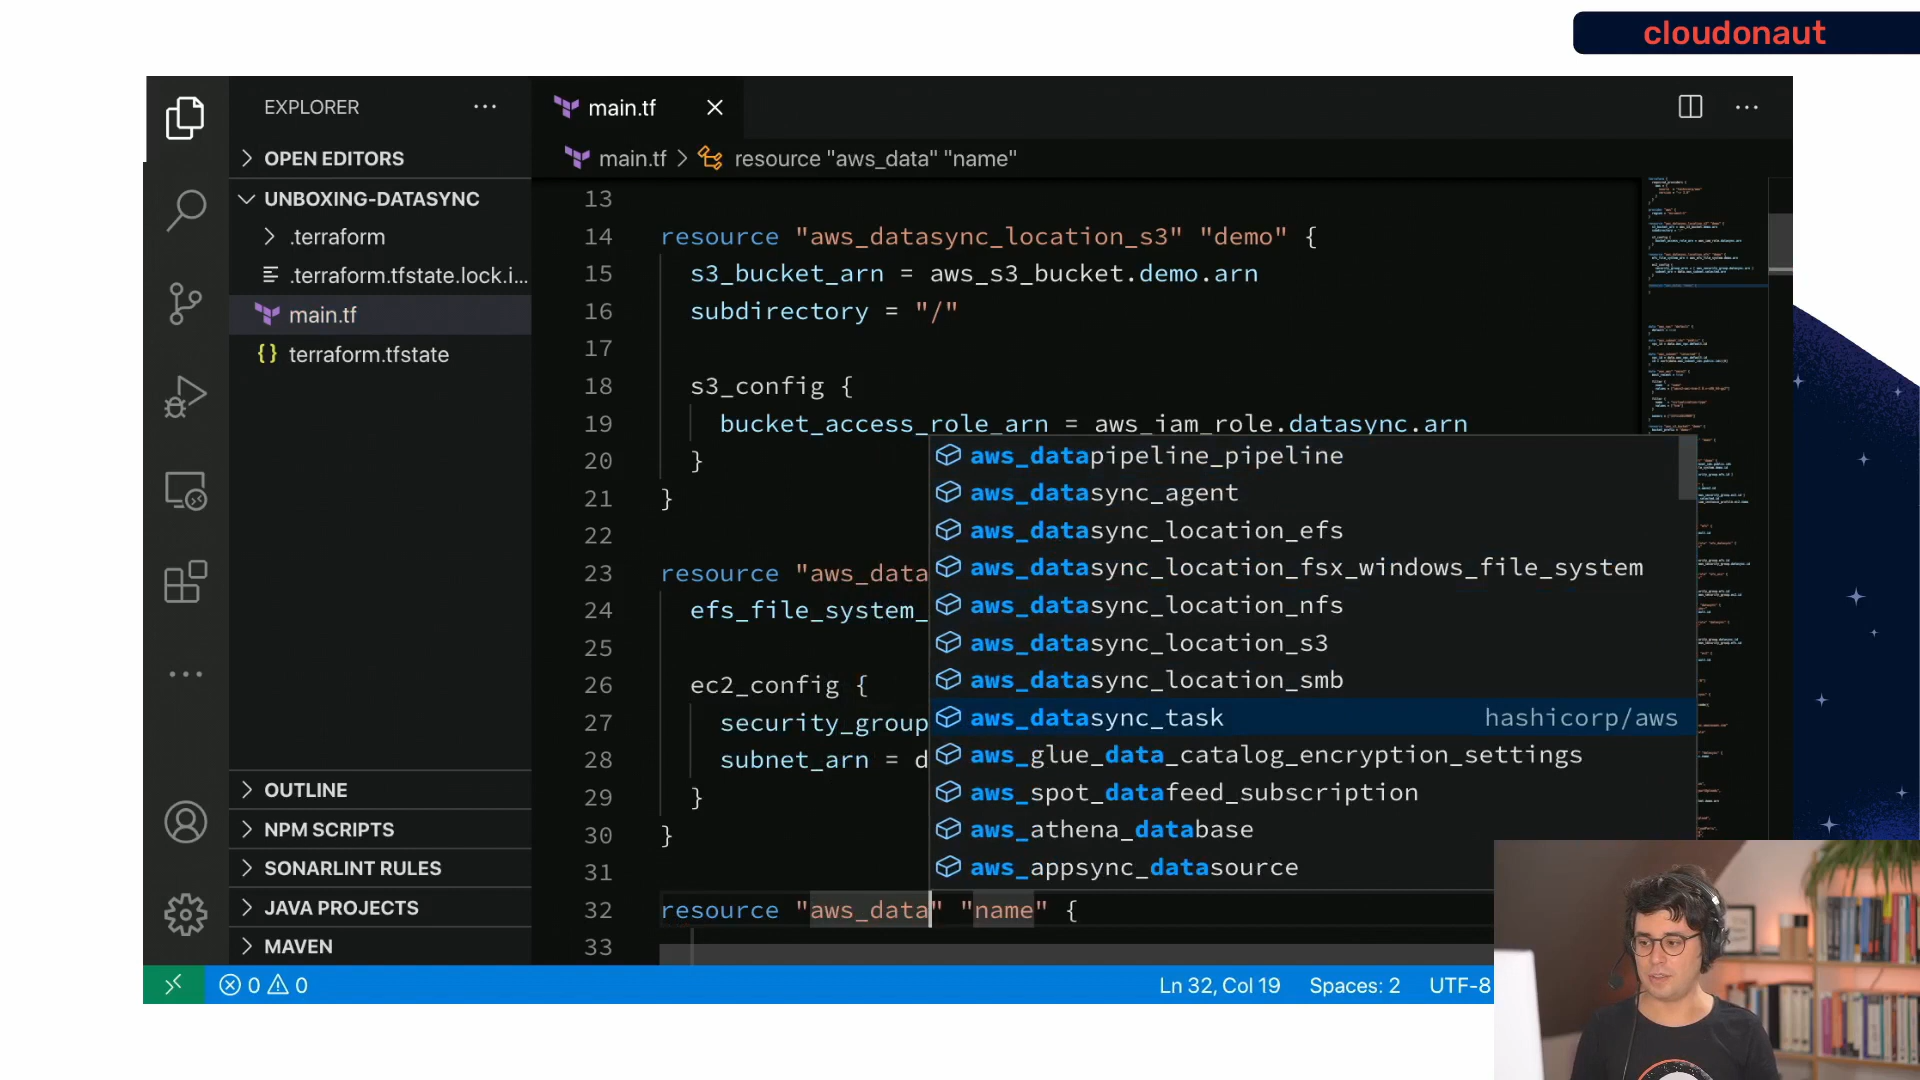 cloudonaut
EXPLORER
OPEN EDITORS
UNBOXING-DATASYNC
.terraform
.terraform.tfstate.lock.i...
main.tf
terraform.tfstate
OUTLINE
NPM SCRIPTS
SONARLINT RULES
JAVA PROJECTS
MAVEN
main.tf
main.tf > resource "aws_data" "name"
13
14 resource "aws_datasync_location_s3" "demo" {
15 s3_bucket_arn = aws_s3_bucket.demo.arn
16 subdirectory = "/"
17
18 s3_config {
19 bucket_access_role_arn = aws_iam_role.datasync.arn
20 }
21 }
22
23 resource "aws_data
24 efs_file_system_
25
26 ec2_config {
27 security_group
28 subnet_arn = d
29 }
30 }
31
32 resource "aws_data" "name" {
33
aws_datapipeline_pipeline
aws_datasync_agent
aws_datasync_location_efs
aws_datasync_location_fsx_windows_file_system
aws_datasync_location_nfs
aws_datasync_location_s3
aws_datasync_location_smb
aws_datasync_task hashicorp/aws
aws_glue_data_catalog_encryption_settings
aws_spot_datafeed_subscription
aws_athena_database
aws_appsync_datasource
0 0
Ln 32, Col 19 Spaces: 2 UTF-8